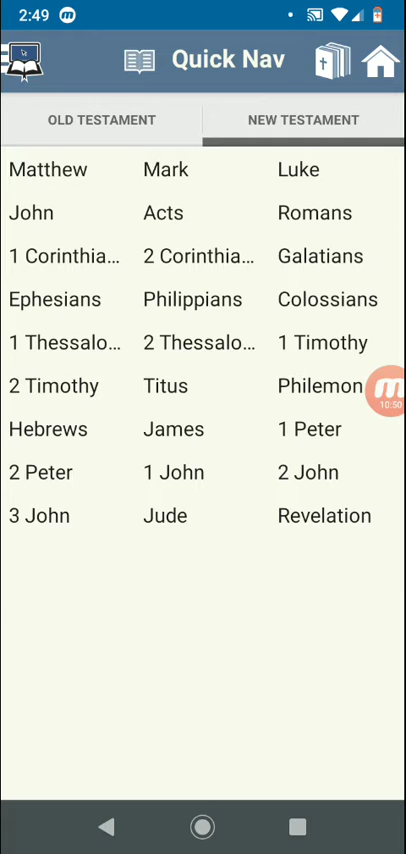 2:49
Quick Nav
OLD TESTAMENT NEW TESTAMENT
Matthew Mark Luke
John Acts Romans
1 Corinthia... 2 Corinthia... Galatians
Ephesians Philippians Colossians
1 Thessalo... 2 Thessalo... 1 Timothy
2 Timothy Titus Philemon
Hebrews James 1 Peter
2 Peter 1 John 2 John
3 John Jude Revelation
10:50